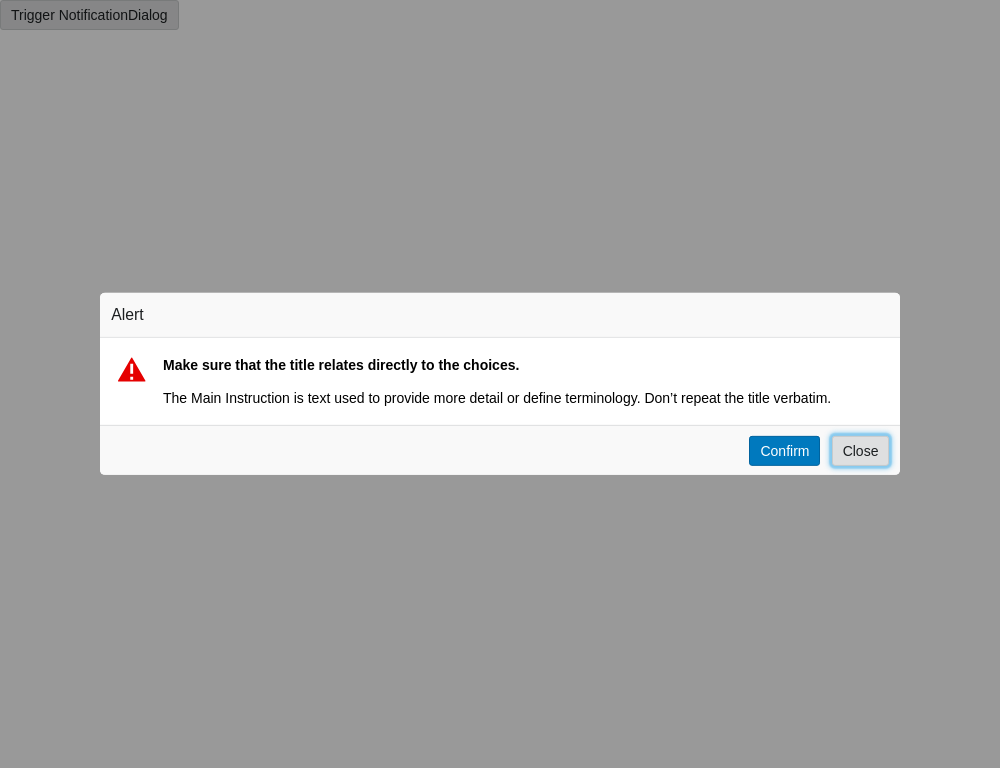 Trigger NotificationDialog
Alert
Make sure that the title relates directly to the choices.
The Main Instruction is text used to provide more detail or define terminology. Don’t repeat the title verbatim.
Confirm Close